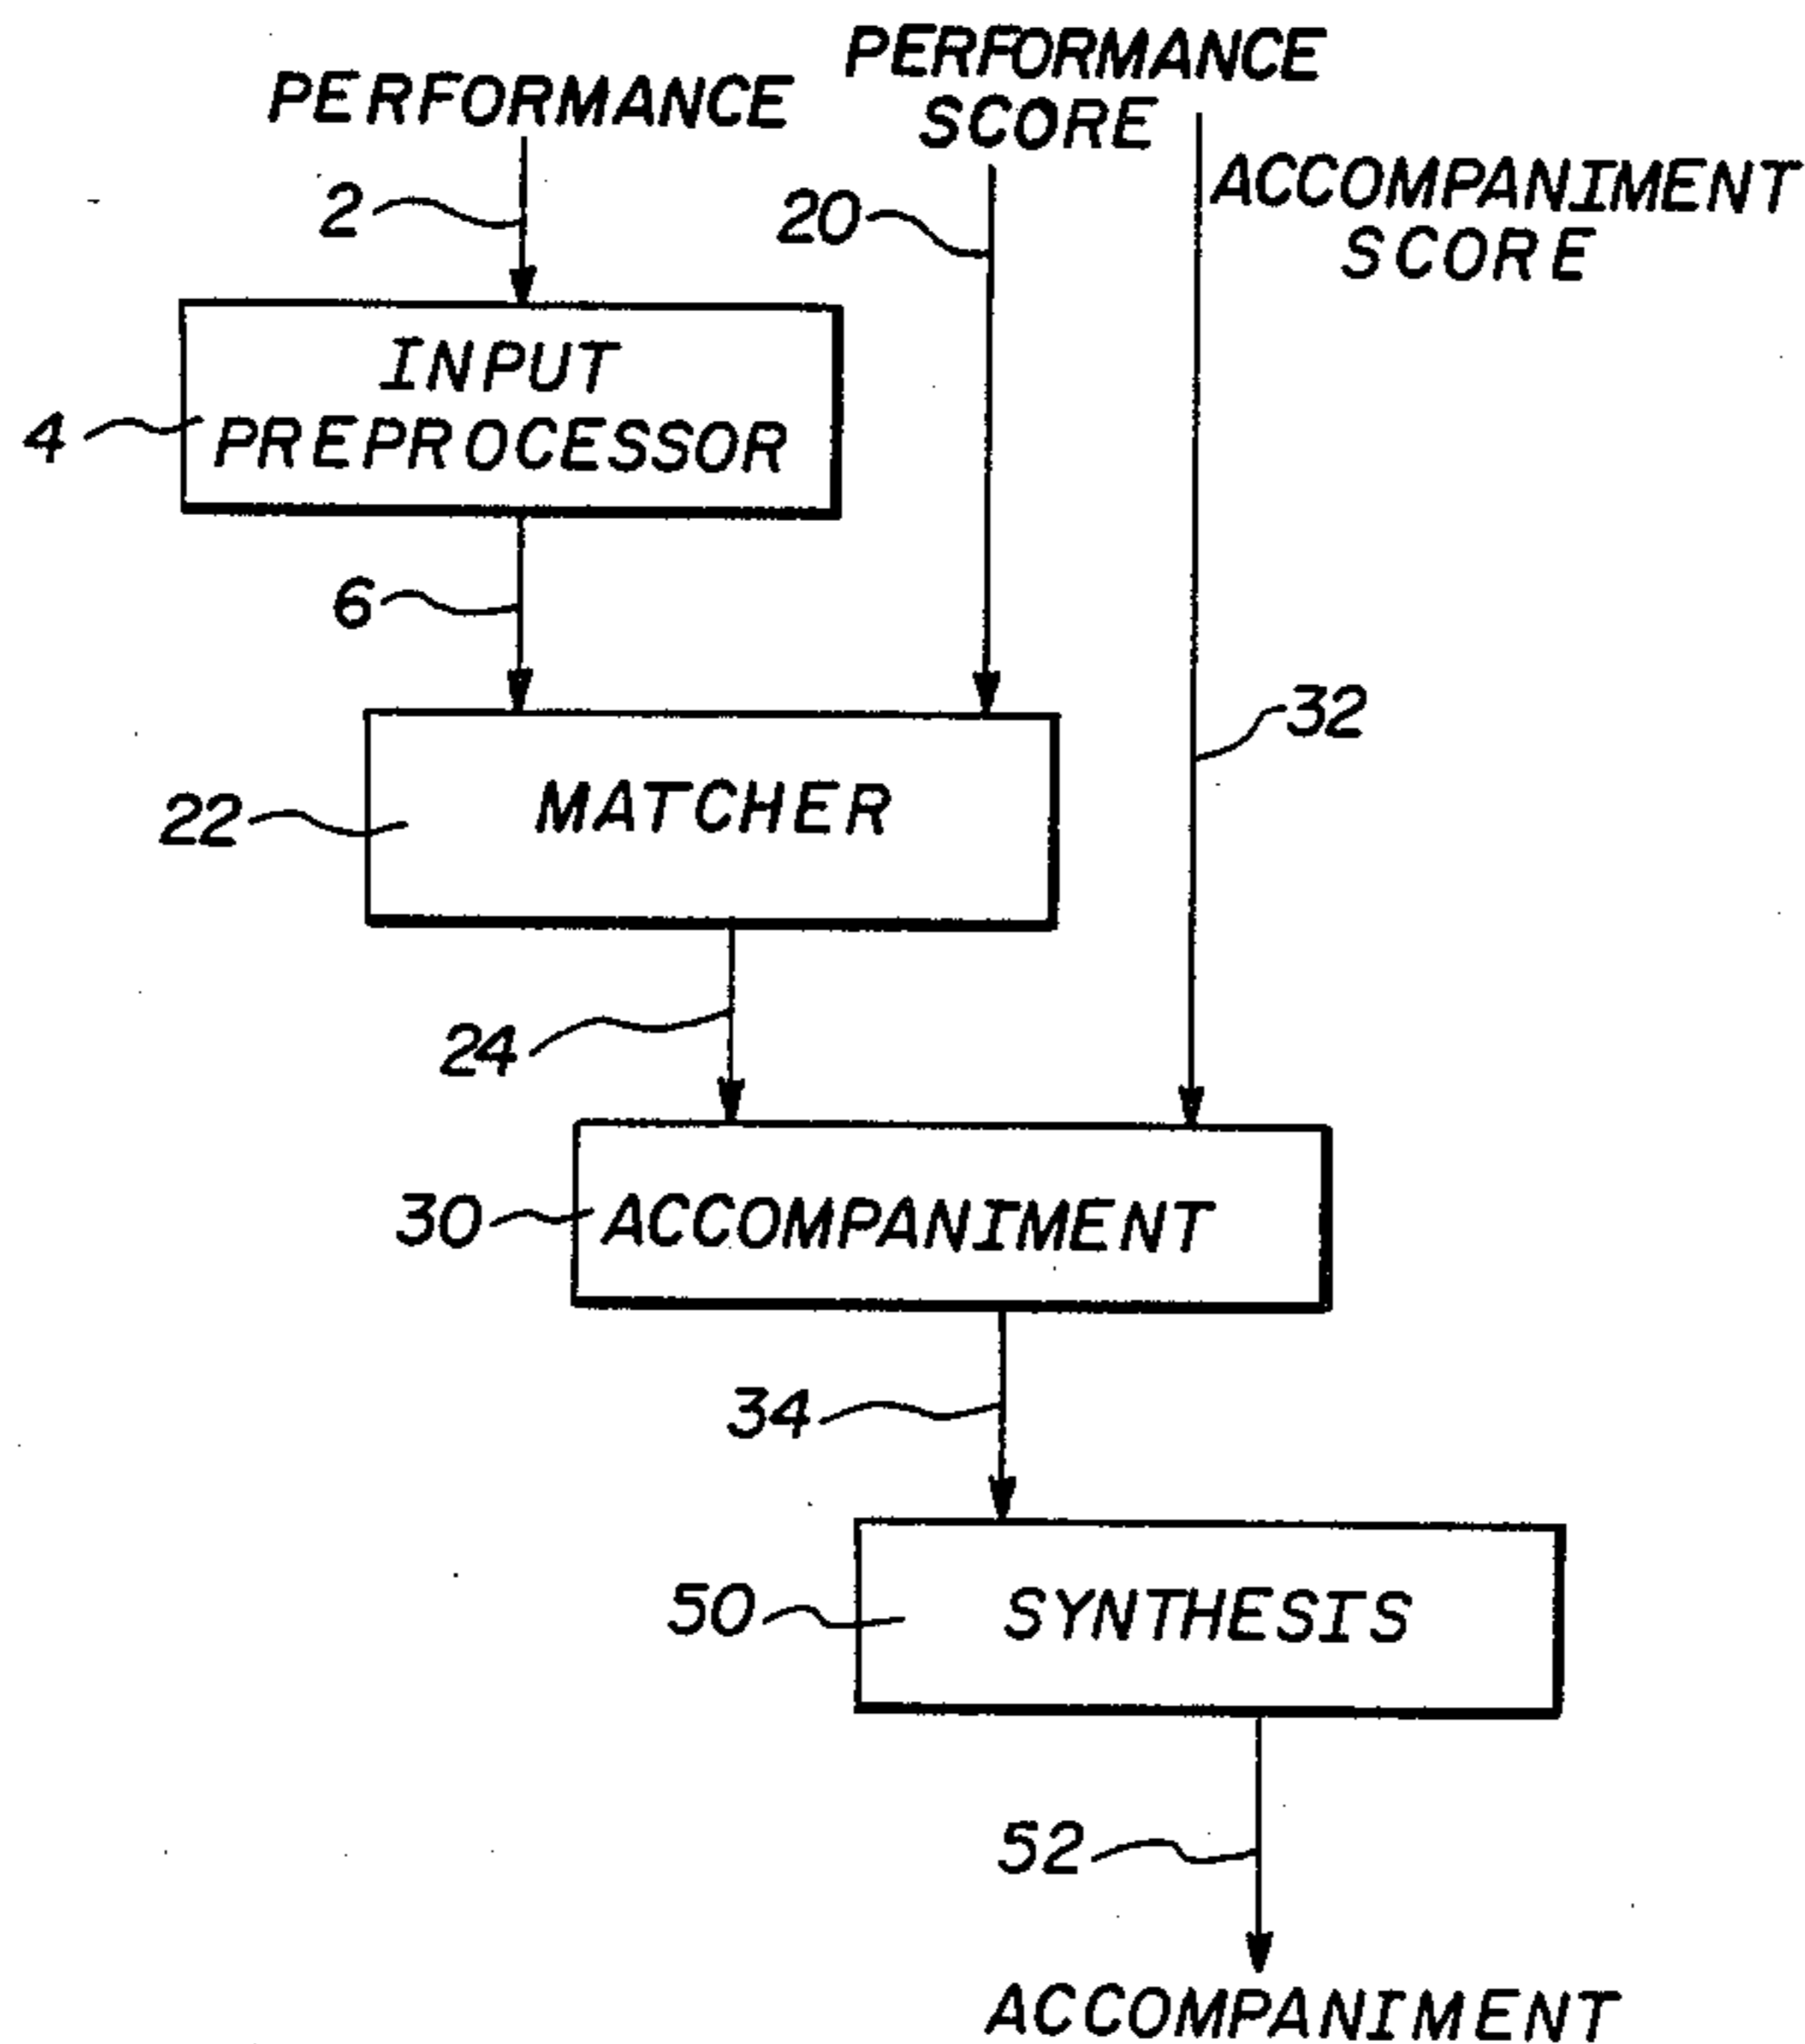 PERFORMANCE
PERFORMANCE
SCORE
ACCOMPANIMENT
SCORE
2
20
INPUT
PREPROCESSOR
4
6
32
MATCHER
22
24
30
ACCOMPANIMENT
34
50
SYNTHESIS
52
ACCOMPANIMENT